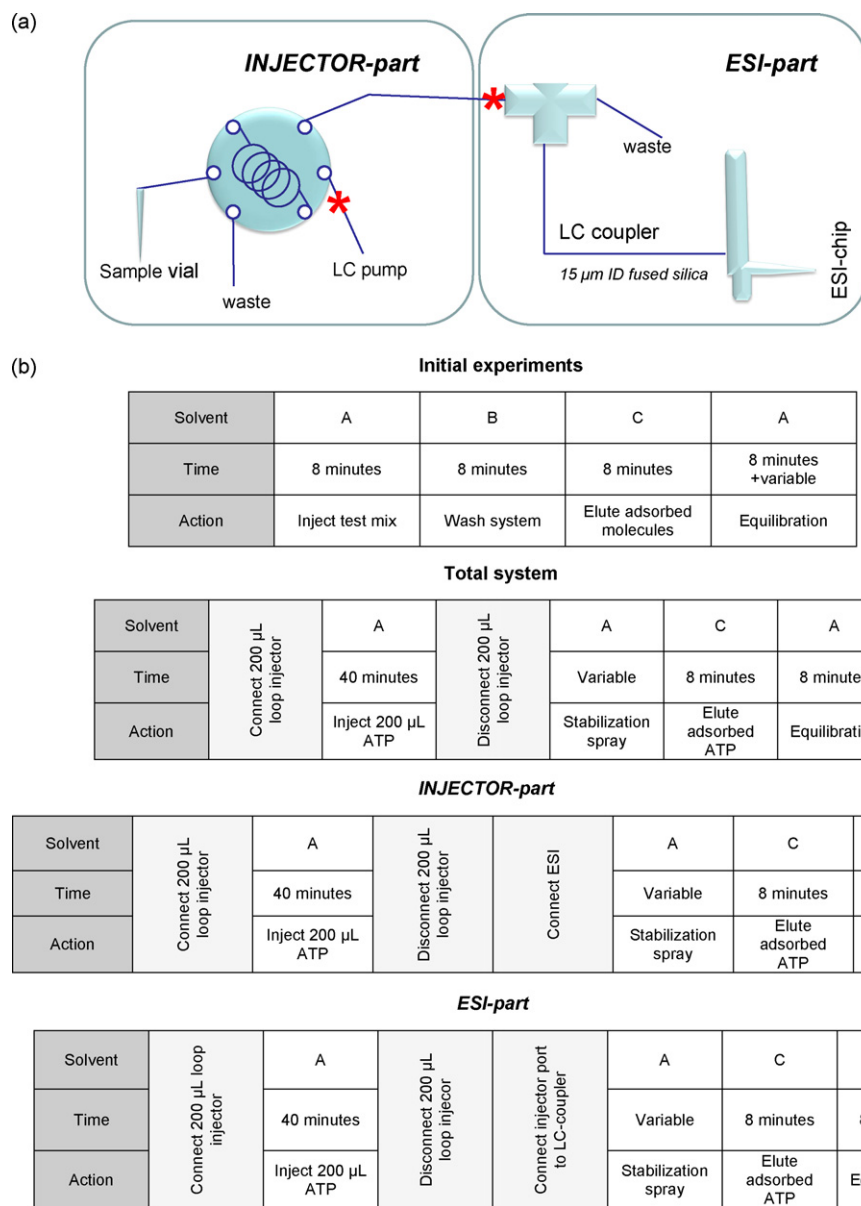 (a)
INJECTOR-part
ESI-part
*
*
waste
LC coupler
15 µm ID fused silica
ESI-chip
Sample vial
waste
LC pump
(b)
Initial experiments
Solvent A B C A
Time 8 minutes 8 minutes 8 minutes 8 minutes
+variable
Action Inject test mix Wash system Elute adsorbed
molecules Equilibration
Total system
Connect 200 µL
loop injector
Disconnect 200 µL
loop injector
Solvent A A C A
Time 40 minutes Variable 8 minutes 8 minute
Action Inject 200 µL
ATP Stabilization
spray Elute
adsorbed
ATP Equilibrati
INJECTOR-part
Connect 200 µL
loop injector
Disconnect 200 µL
loop injector
Connect ESI
Solvent A A C
Time 40 minutes Variable 8 minutes
Action Inject 200 µL
ATP Stabilization
spray Elute
adsorbed
ATP
ESI-part
Connect 200 µL loop
injector
Disconnect 200 µL
loop injecor
Connect injector port
to LC-coupler
Solvent A A C
Time 40 minutes Variable 8 minutes 8
Action Inject 200 µL
ATP Stabilization
spray Elute
adsorbed
ATP E